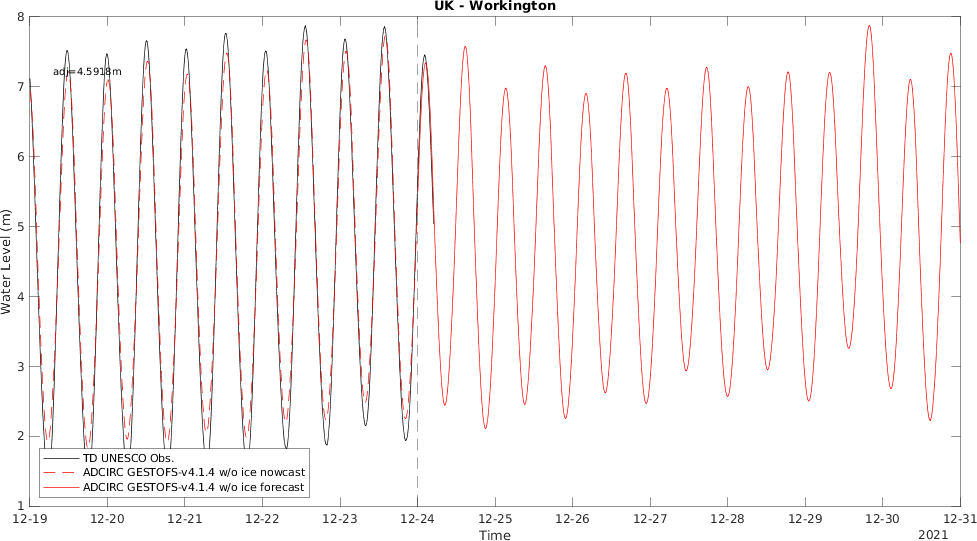 UK - Workington
8
7
6
5
4
3
2
1
Water Level (m)
adj=4.5918m
TD UNESCO Obs.
ADCIRC GESTOFS-v4.1.4 w/o ice nowcast
ADCIRC GESTOFS-v4.1.4 w/o ice forecast
12-19 12-20 12-21 12-22 12-23 12-24 12-25 12-26 12-27 12-28 12-29 12-30 12-31
Time
2021